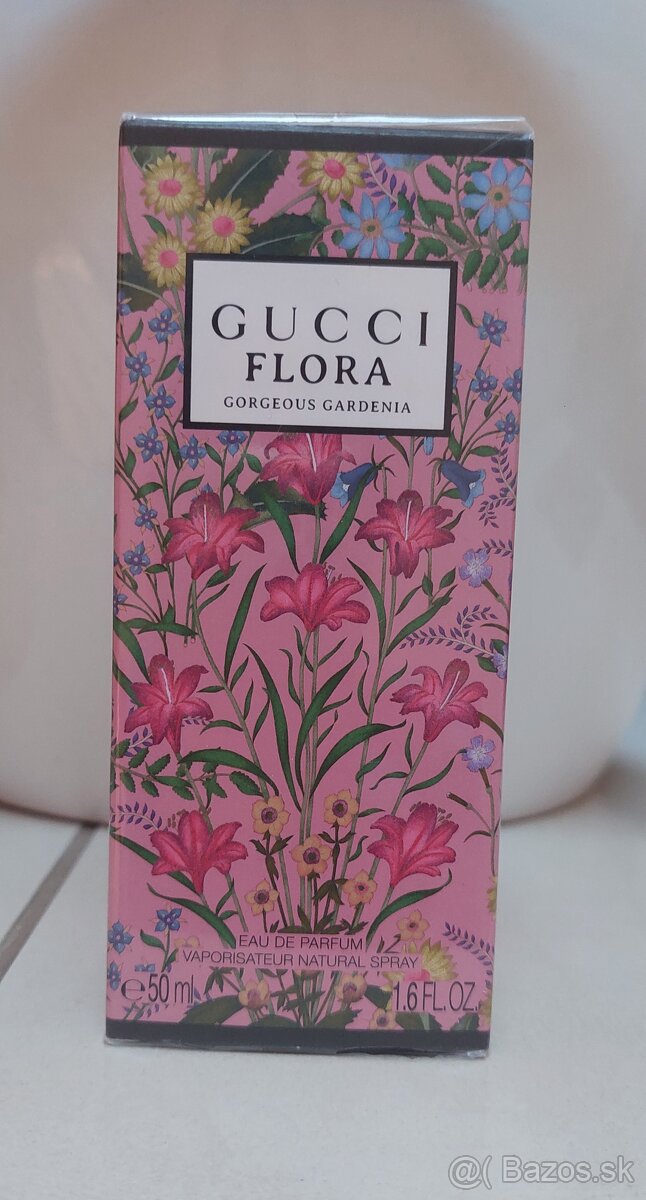 GUCCI
FLORA
GORGEOUS GARDENIA
EAU DE PARFUM
VAPORISATEUR NATURAL SPRAY
℮50 ml 1.6 FL.OZ.
@( Bazos.sk